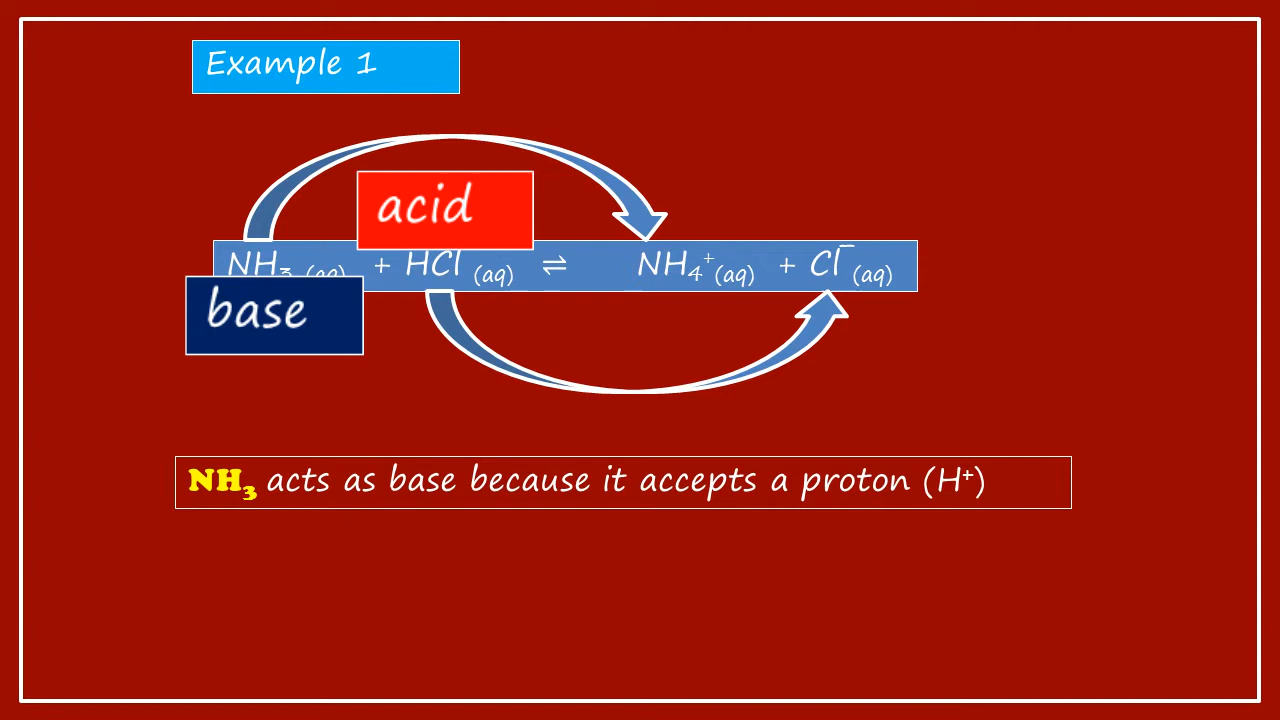 Example 1
acid
NH₃ (aq) + HCl (aq) ⇌ NH₄⁺(aq) + Cl⁻ (aq)
base
NH₃ acts as base because it accepts a proton (H⁺)